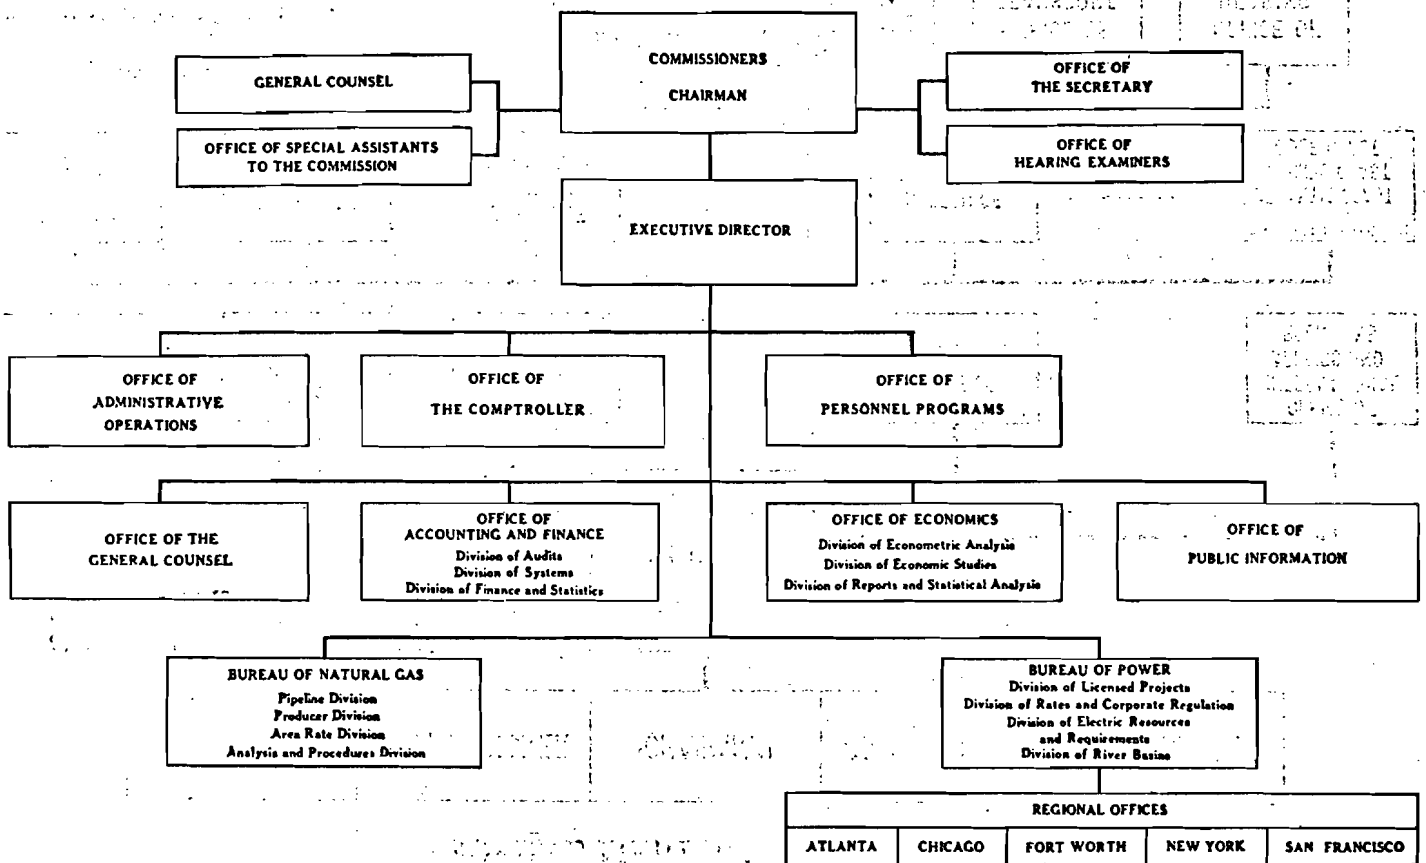 COMMISSIONERS
CHAIRMAN
GENERAL COUNSEL
OFFICE OF SPECIAL ASSISTANTS
TO THE COMMISSION
OFFICE OF
THE SECRETARY
OFFICE OF
HEARING EXAMINERS
EXECUTIVE DIRECTOR
OFFICE OF
ADMINISTRATIVE
OPERATIONS
OFFICE OF
THE COMPTROLLER
OFFICE OF
PERSONNEL PROGRAMS
OFFICE OF THE
GENERAL COUNSEL
OFFICE OF
ACCOUNTING AND FINANCE
Division of Audits
Division of Systems
Division of Finance and Statistics
OFFICE OF ECONOMICS
Division of Econometric Analysis
Division of Economic Studies
Division of Reports and Statistical Analysis
OFFICE OF
PUBLIC INFORMATION
BUREAU OF NATURAL GAS
Pipeline Division
Producer Division
Area Rate Division
Analysis and Procedures Division
BUREAU OF POWER
Division of Licensed Projects
Division of Rates and Corporate Regulation
Division of Electric Resources
and Requirements
Division of River Basins
REGIONAL OFFICES
ATLANTA
CHICAGO
FORT WORTH
NEW YORK
SAN FRANCISCO